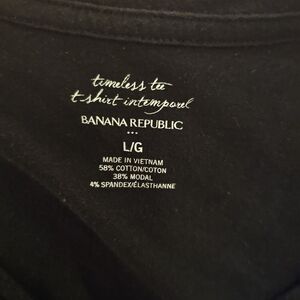 timeless tee
t-shirt intemporel
BANANA REPUBLIC
L/G
MADE IN VIETNAM
58% COTTON/COTON
38% MODAL
4% SPANDEX/ÉLASTHANNE